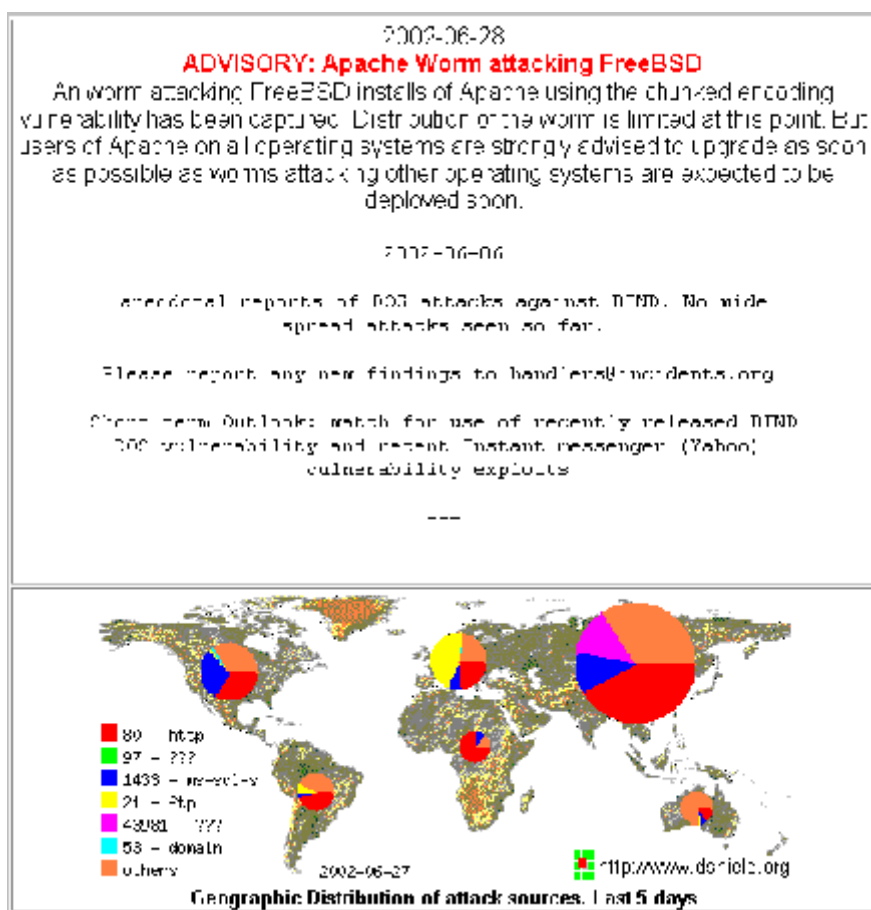 2002-06-28
ADVISORY: Apache Worm attacking FreeBSD
An worm attacking FreeBSD installs of Apache using the chunked encoding
vulnerability has been captured. Distribution of the worm is limited at this point. But
users of Apache on all operating systems are strongly advised to upgrade as soon
as possible as worms attacking other operating systems are expected to be
deployed soon.
2002-06-06
anecdotal reports of DOS attacks against BIND. No wide
spread attacks seen so far.
Please report any new findings to handlers@incidents.org
Short term Outlook: watch for use of recently released BIND
DOS vulnerability and recent Instant messenger (Yahoo)
vulnerability exploits
---
80 - http
97 - ???
1433 - ms-sql-s
21 - ftp
43981 - ???
53 - domain
others
2002-06-27
http://www.dshield.org
Geographic Distribution of attack sources. Last 5 days